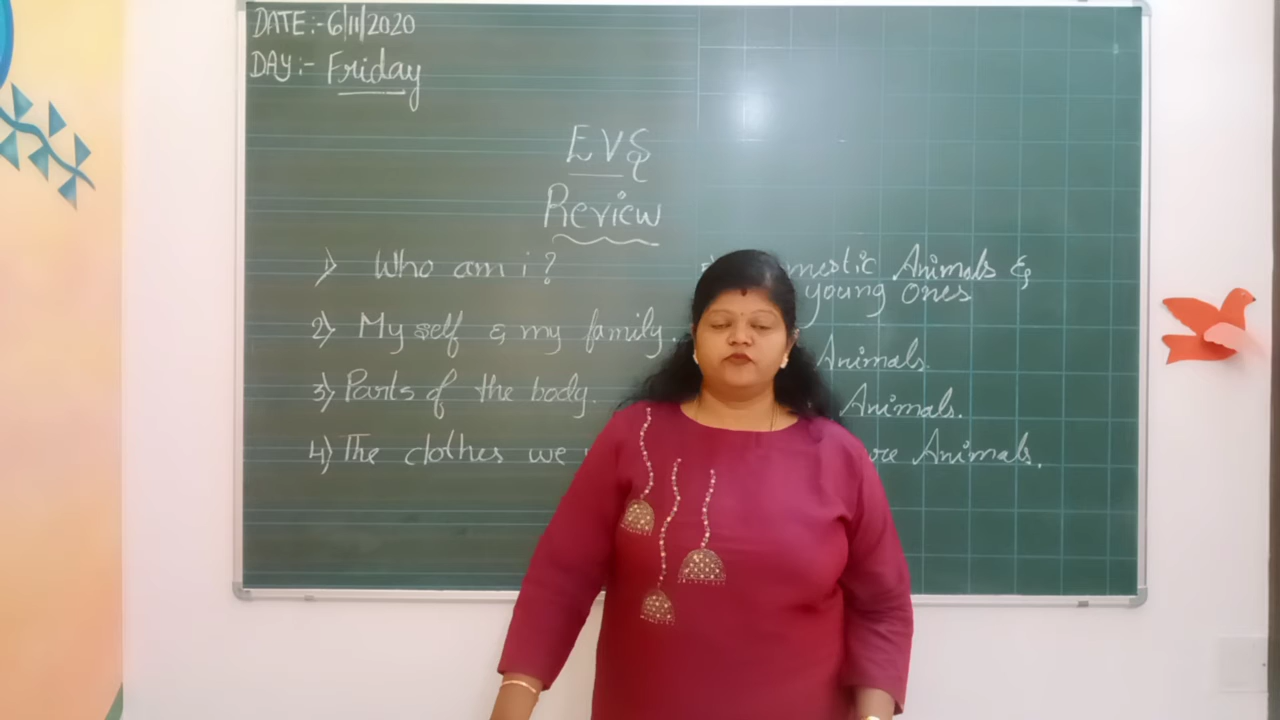 DATE:- 6/11/2020
DAY:- Friday
EVS
Review
1) Who am i?
2) My self & my family.
3) Parts of the body.
4) The clothes we
Animals &
young ones
Animals.
Animals.
Animals.